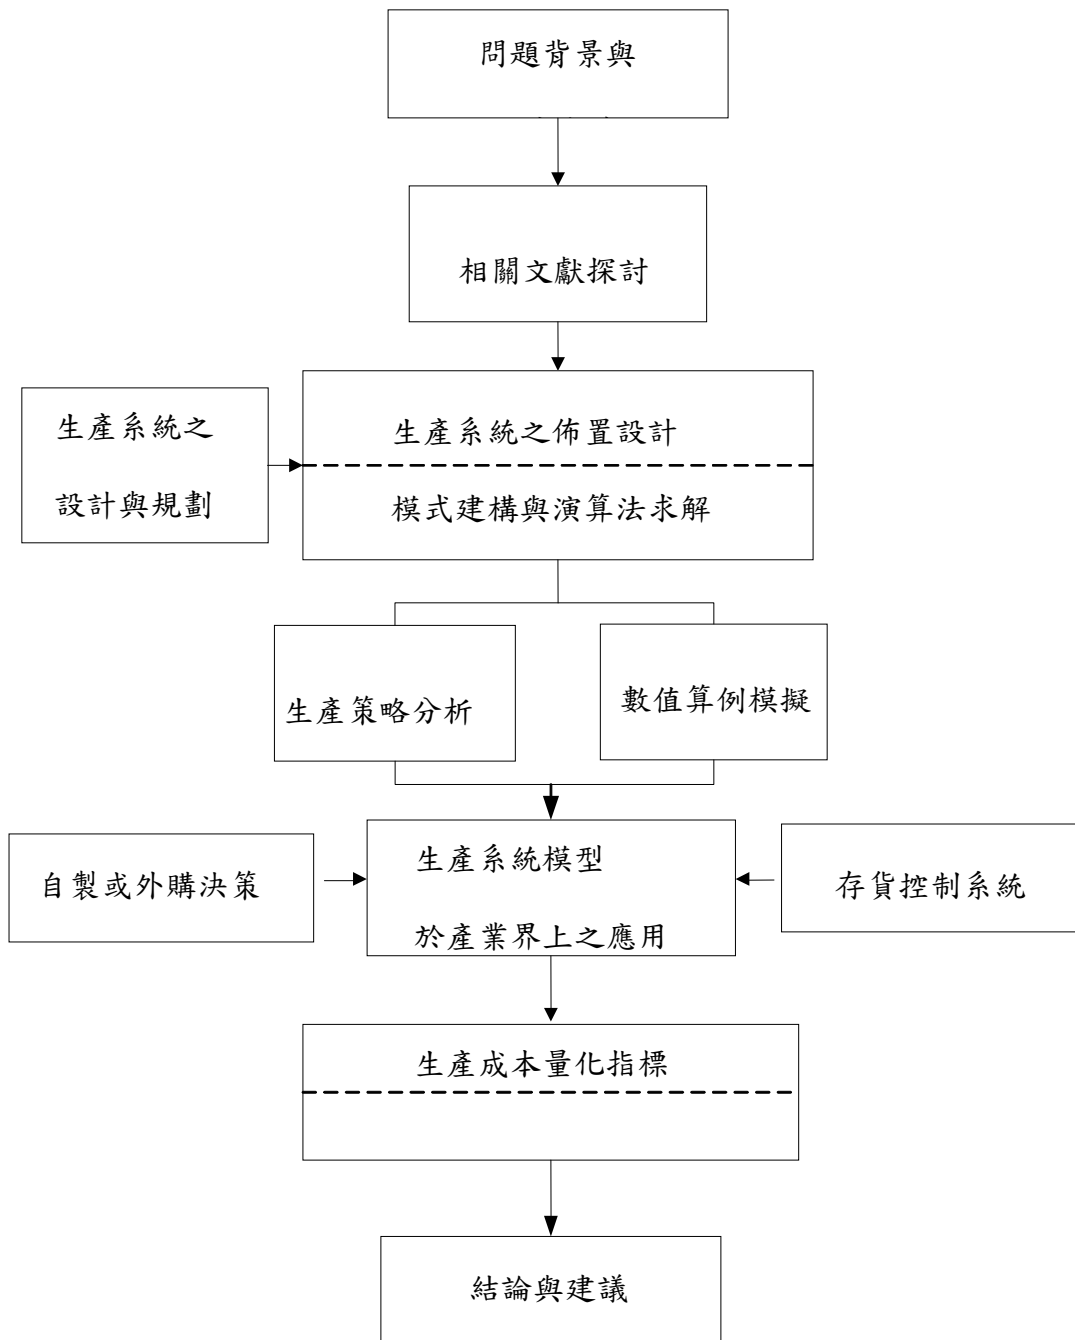 問題背景與
相關文獻探討
生產系統之
設計與規劃
生產系統之佈置設計
模式建構與演算法求解
生產策略分析
數值算例模擬
自製或外購決策
生產系統模型
於產業界上之應用
存貨控制系統
生產成本量化指標
結論與建議